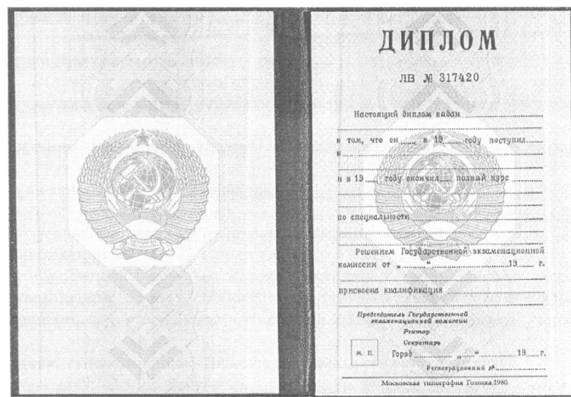 ДИПЛОМ
ЛВ № 317420
Настоящий диплом выдан
в том, что он в 19 году поступил
в
и в 19 году окончил полный курс
по специальности
Решением Государственной экзаменационной
комиссии от „ “ 19 г.
присвоена квалификация
Председатель Государственной
экзаменационной комиссии
Ректор
Секретарь
М. П. Город „ “ 19 г.
Регистрационный №
Московская типография Гознака. 1980.